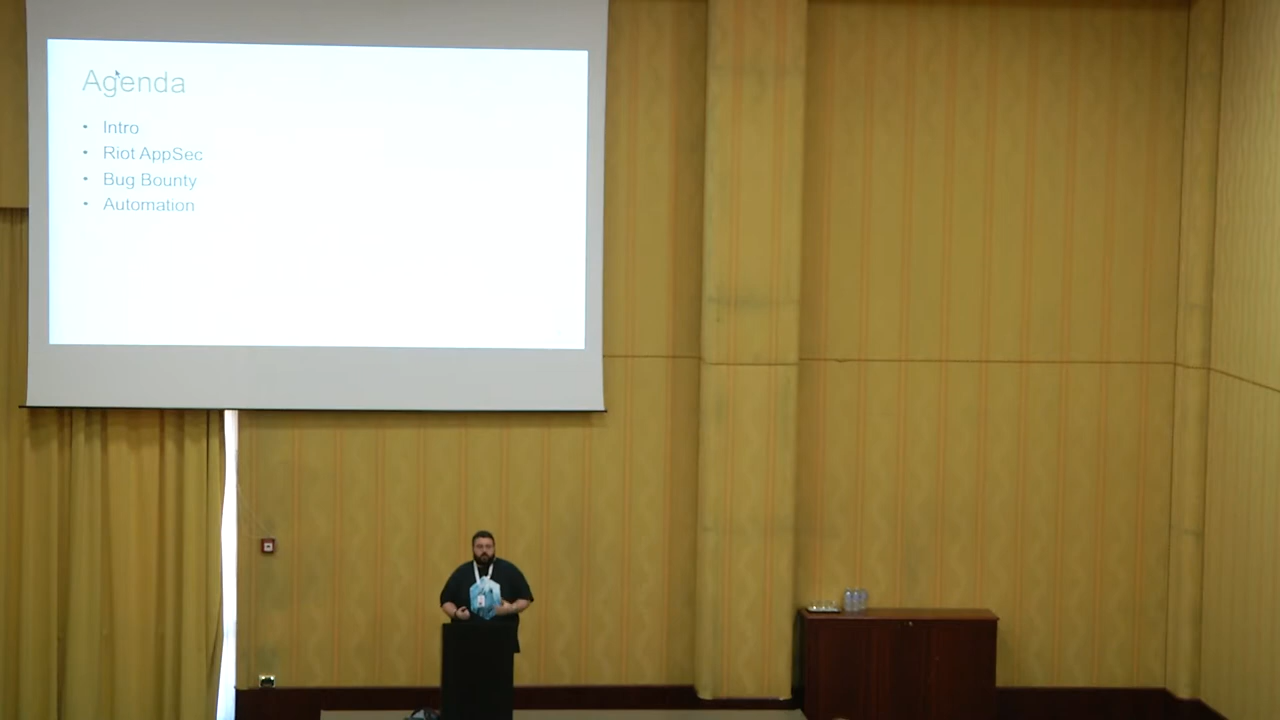 Agenda
• Intro
• Riot AppSec
• Bug Bounty
• Automation